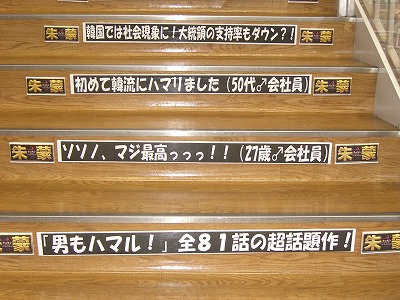 朱蒙 韓国では社会現象に！大統領の支持率もダウン？！ 朱蒙
朱蒙 初めて韓流にハマりました（50代♂会社員） 朱蒙
朱蒙 ソソノ、マジ最高っっっ！！（27歳♂会社員） 朱蒙
朱蒙 「男もハマル！」全８１話の超話題作！ 朱蒙